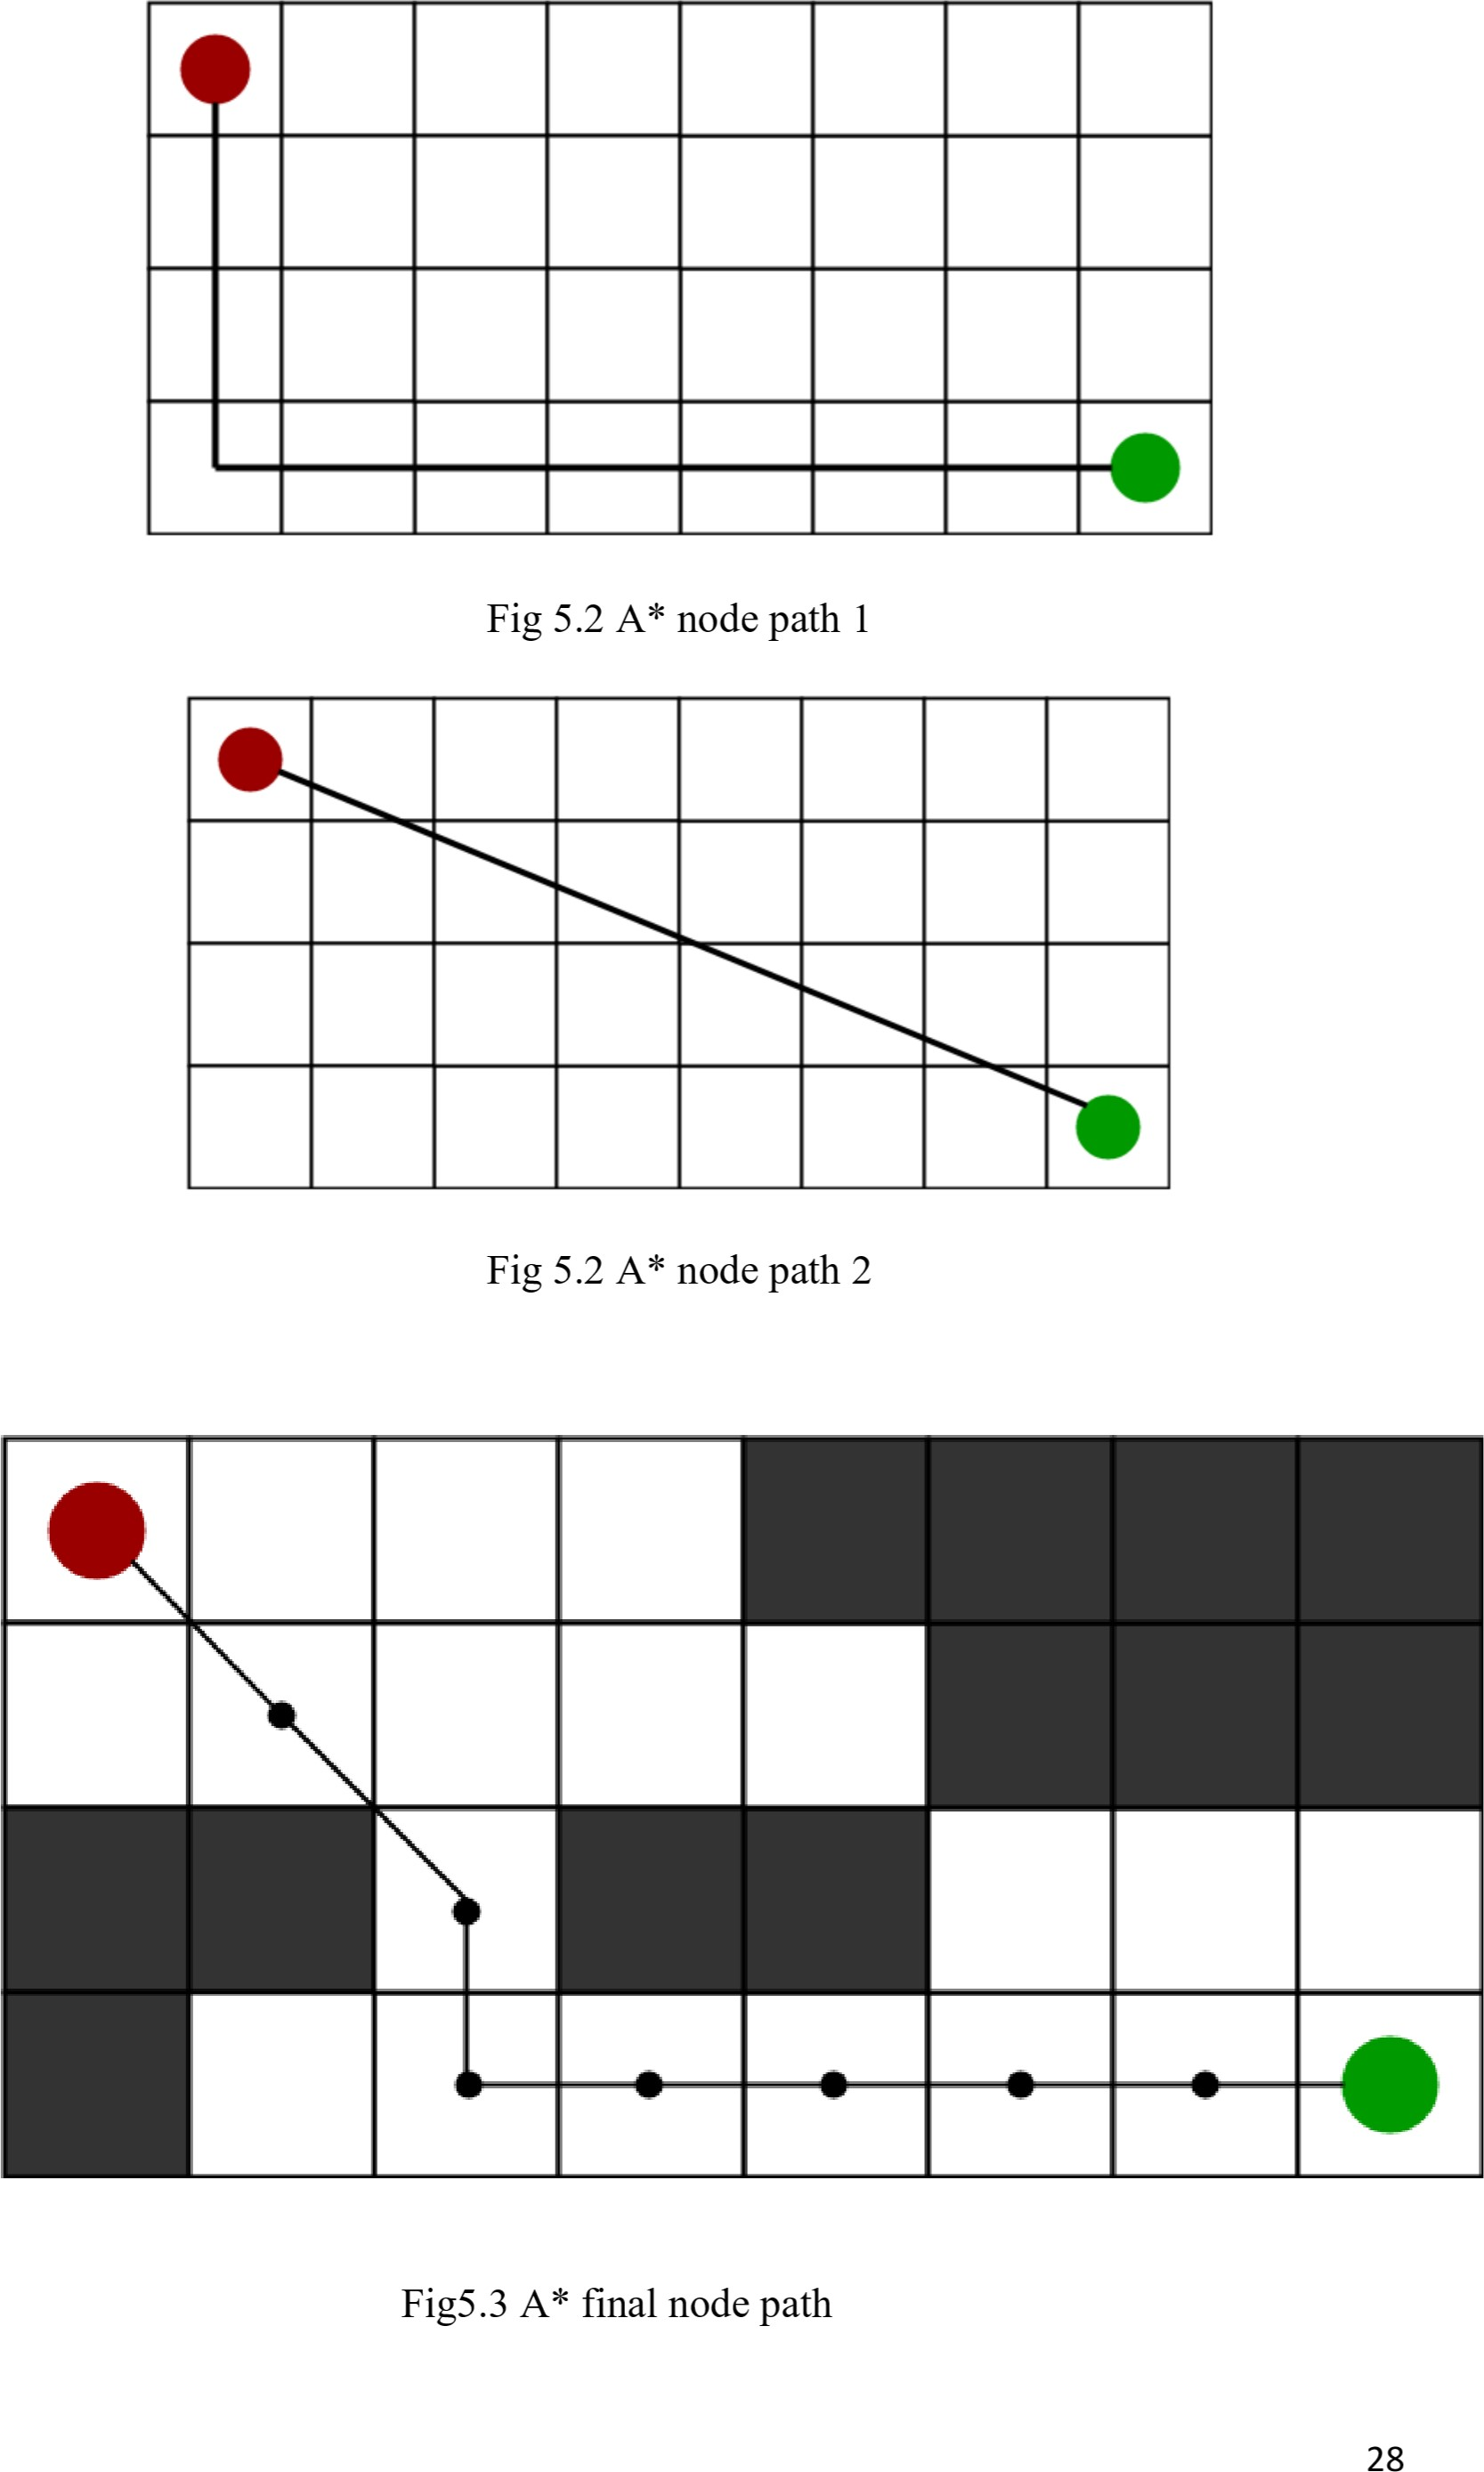 Fig 5.2 A* node path 1
Fig 5.2 A* node path 2
Fig5.3 A* final node path
28